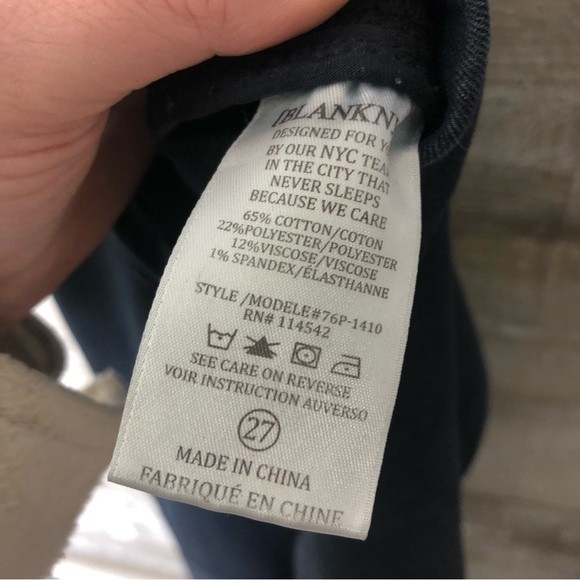 [BLANKNY
DESIGNED FOR Y
BY OUR NYC TEA
IN THE CITY THAT
NEVER SLEEPS
BECAUSE WE CARE
65% COTTON/COTON
22%POLYESTER/POLYESTER
12%VISCOSE/VISCOSE
1% SPANDEX/ÉLASTHANNE
STYLE /MODELE#76P-1410
RN# 114542
SEE CARE ON REVERSE
VOIR INSTRUCTION AUVERSO
27
MADE IN CHINA
FABRIQUÉ EN CHINE